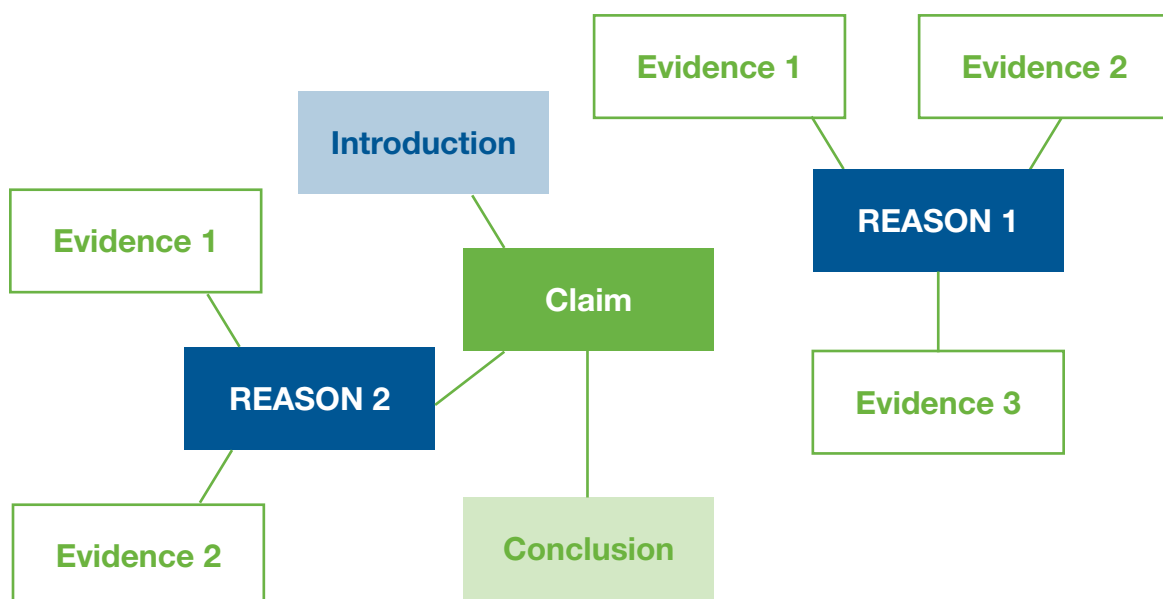 Evidence 1
Evidence 2
Introduction
REASON 1
Evidence 1
Claim
REASON 2
Evidence 3
Evidence 2
Conclusion